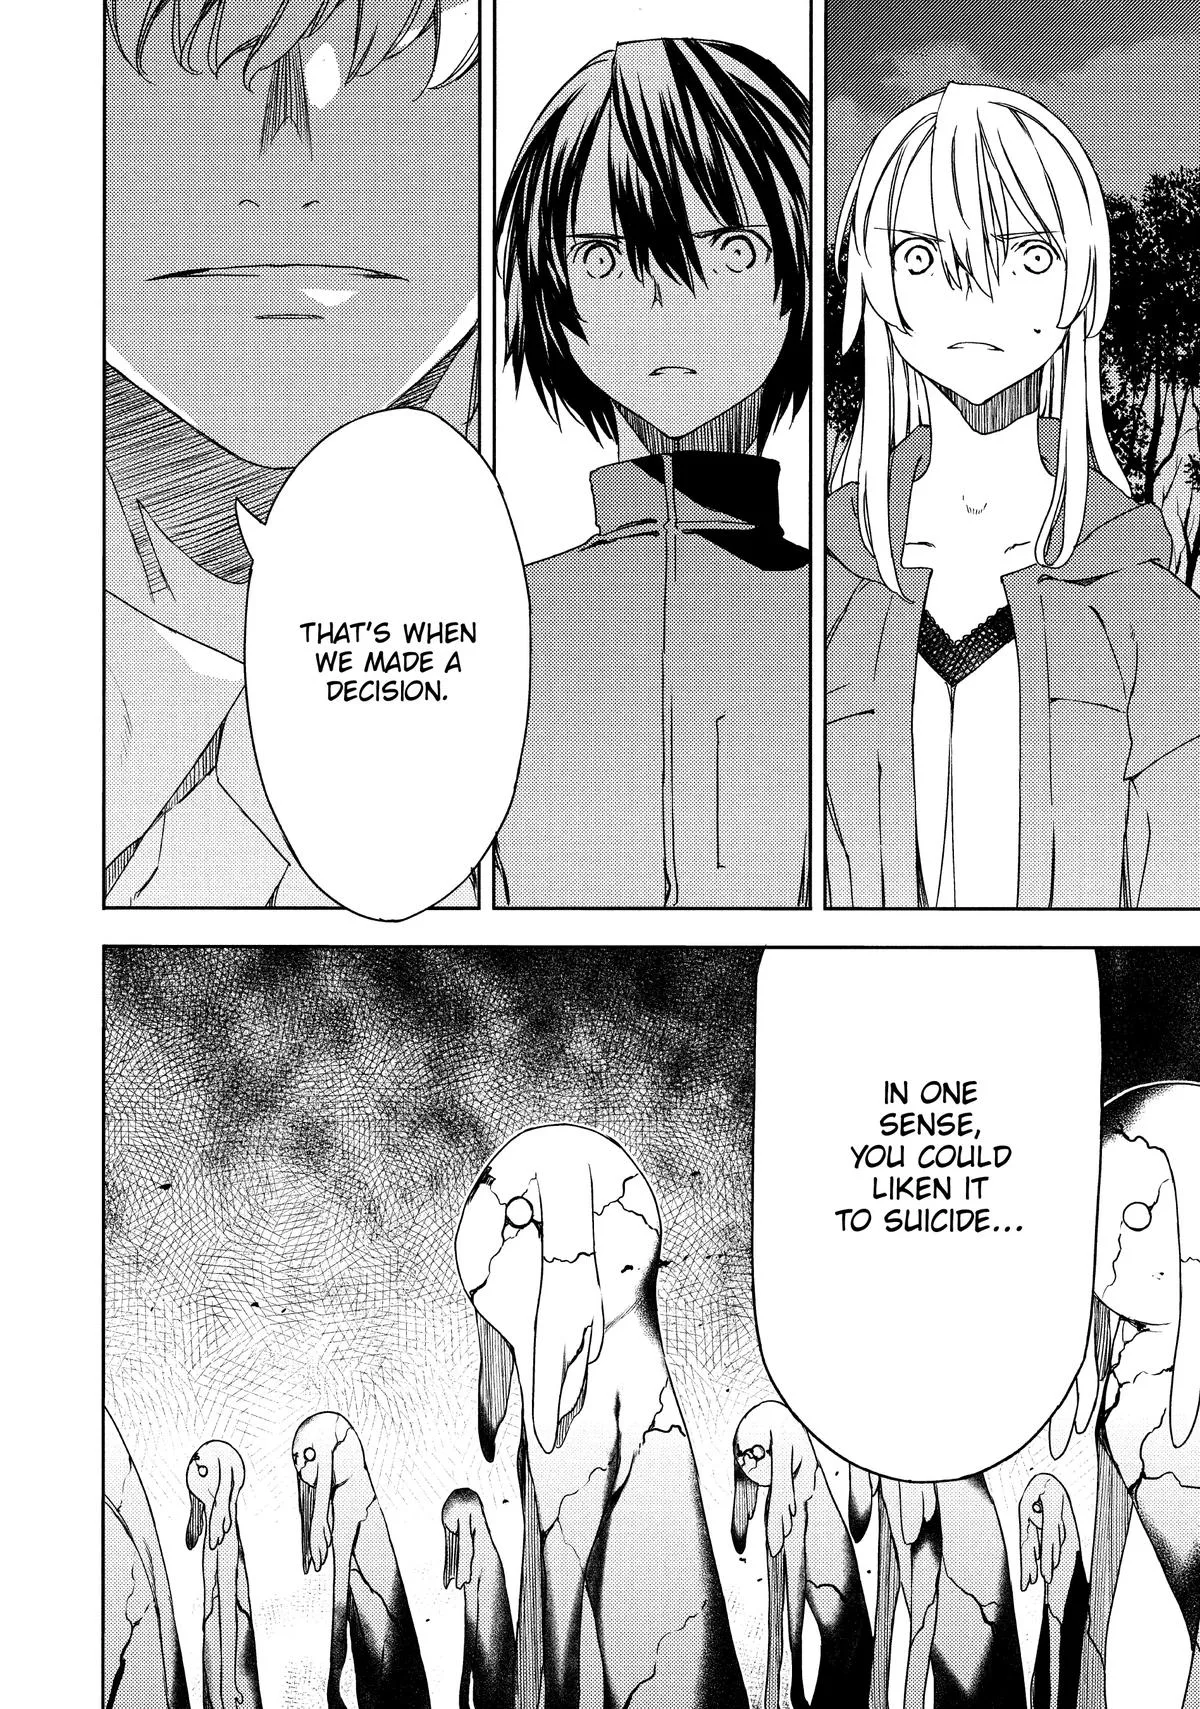 THAT'S WHEN
WE MADE A
DECISION.
IN ONE
SENSE,
YOU COULD
LIKEN IT
TO SUICIDE...